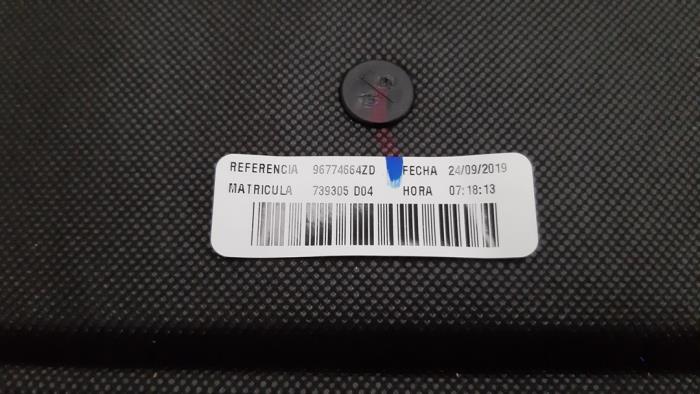 REFERENCIA 96774664ZD FECHA 24/09/2019
MATRICULA 739305 D04 HORA 07:18:13